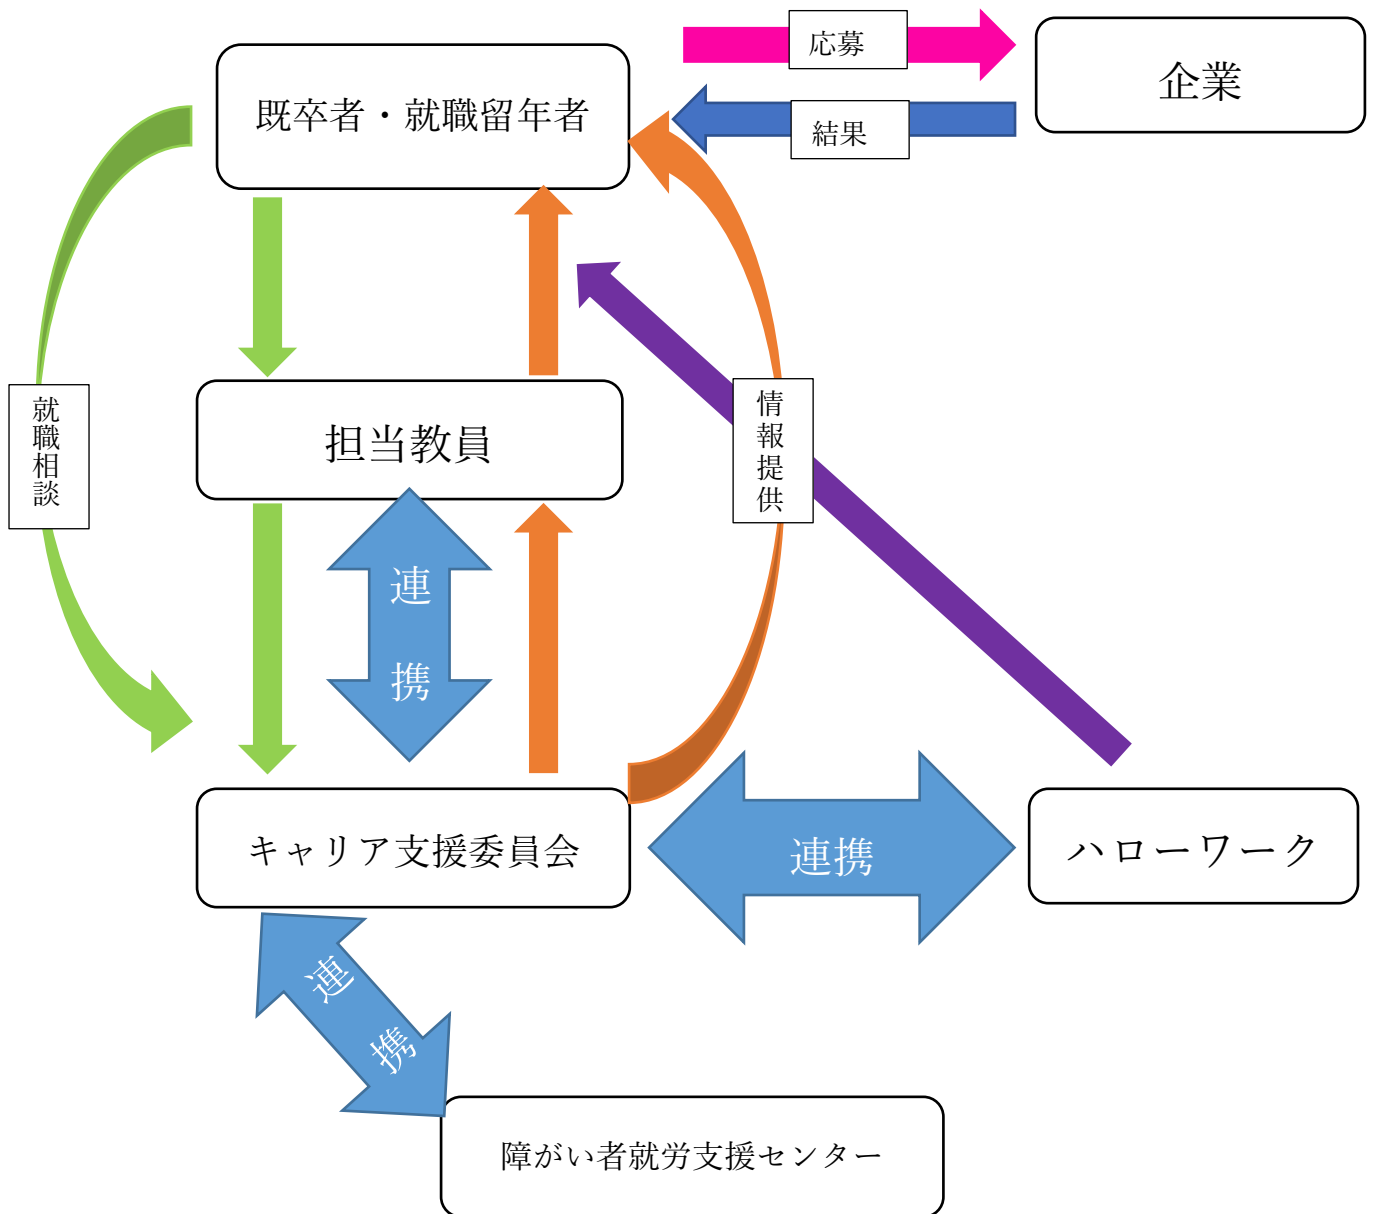 応募
企業
既卒者・就職留年者
結果
就職相談
担当教員
情報提供
連携
キャリア支援委員会
連携
ハローワーク
連携
障がい者就労支援センター